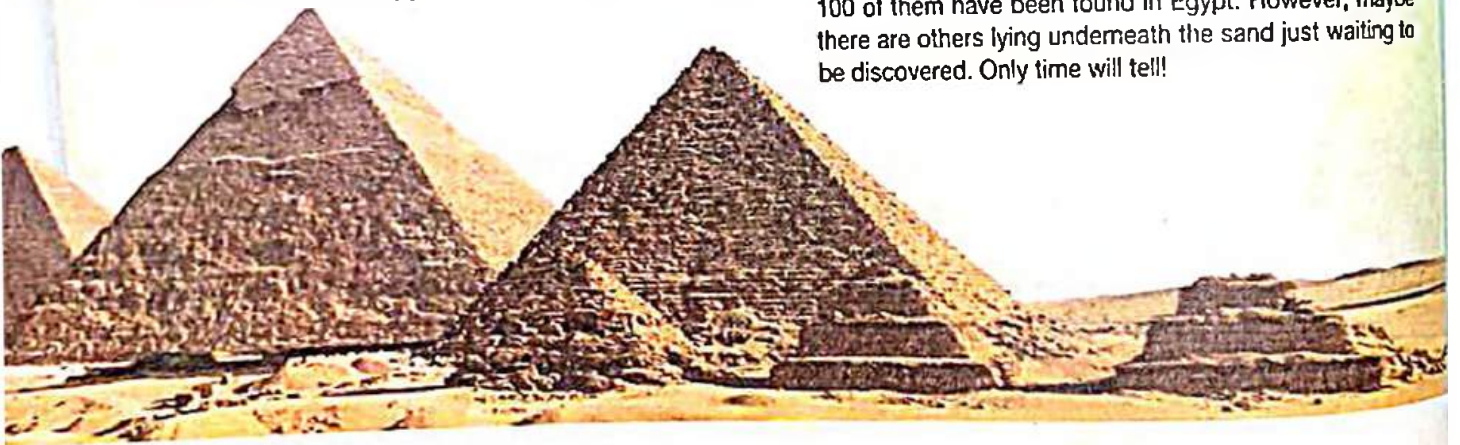 100 of them have been found in Egypt. However, maybe
there are others lying underneath the sand just waiting to
be discovered. Only time will tell!